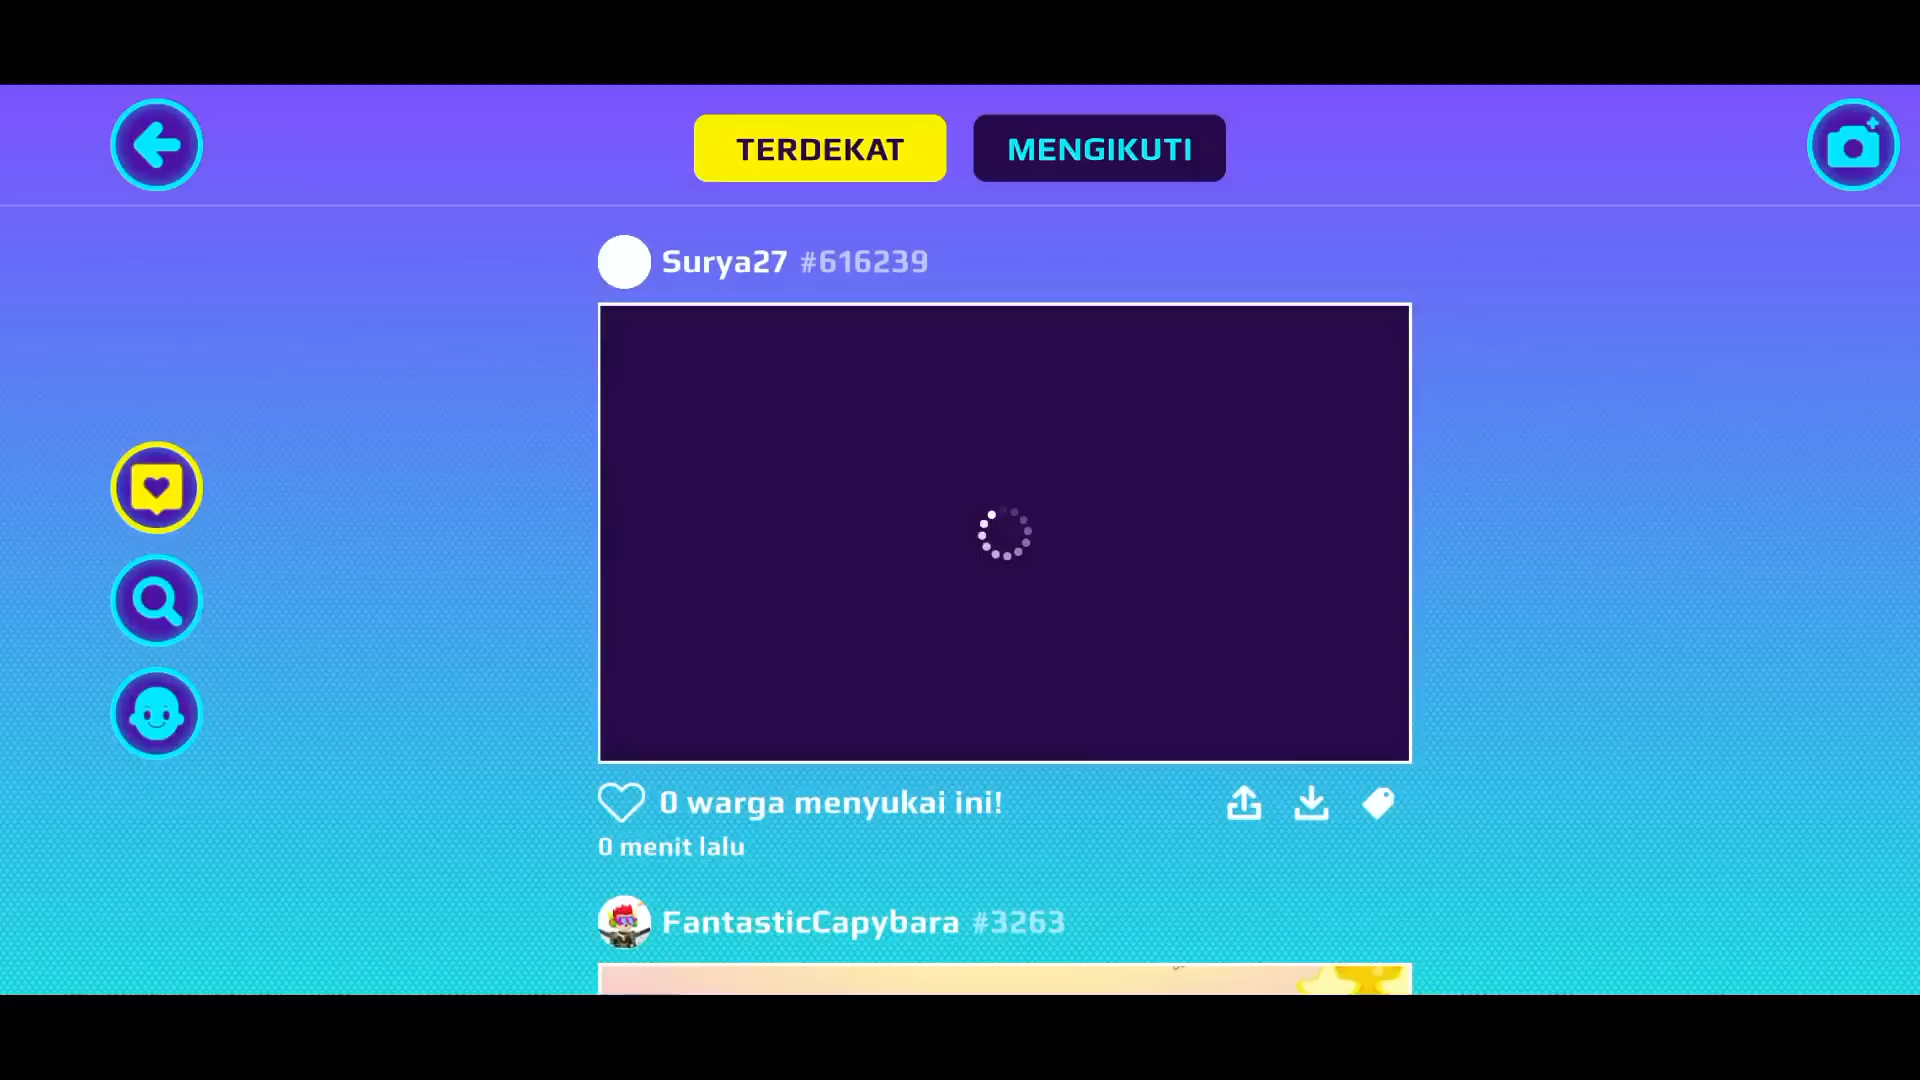 TERDEKAT MENGIKUTI
Surya27 #616239
0 warga menyukai ini!
0 menit lalu
FantasticCapybara #3263